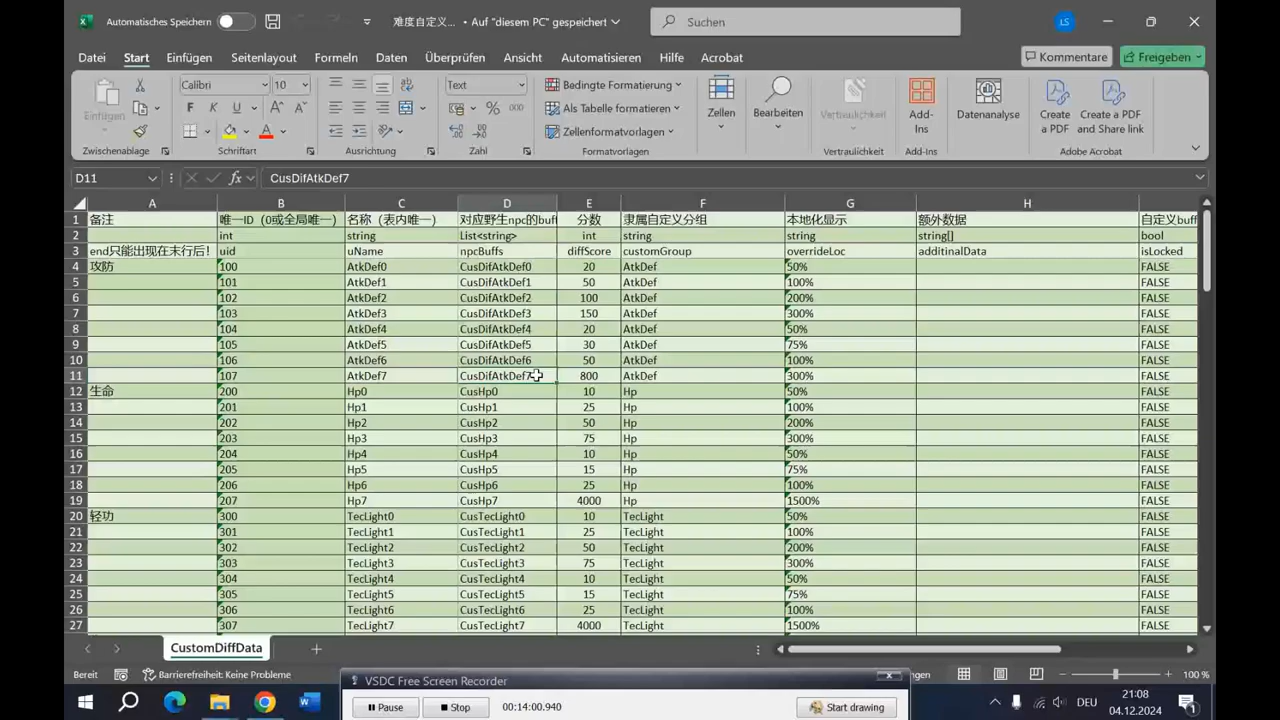 Automatisches Speichern
难度自定义... • Auf "diesem PC" gespeichert
Suchen
LS
Datei Start Einfügen Seitenlayout Formeln Daten Überprüfen Ansicht Automatisieren Hilfe Acrobat
Kommentare Freigeben
Einfügen
Calibri 10
F K U
Text
Bedingte Formatierung
Als Tabelle formatieren
Zellenformatvorlagen
Zellen
Bearbeiten
Vertraulichkeit
Add-Ins
Datenanalyse
Create a PDF
Create a PDF and Share link
Zwischenablage Schriftart Ausrichtung Zahl Formatvorlagen Vertraulichkeit Add-Ins Adobe Acrobat
D11 fx CusDifAtkDef7
A B C D E F G H
1 备注 唯一ID（0或全局唯一） 名称（表内唯一） 对应野生npc的buff 分数 隶属自定义分组 本地化显示 额外数据 自定义buff
2 int string List<string> int string string string[] bool
3 end只能出现在末行后! uid uName npcBuffs diffScore customGroup overrideLoc additinalData isLocked
4 攻防 100 AtkDef0 CusDifAtkDef0 20 AtkDef 50% FALSE
5 101 AtkDef1 CusDifAtkDef1 50 AtkDef 100% FALSE
6 102 AtkDef2 CusDifAtkDef2 100 AtkDef 200% FALSE
7 103 AtkDef3 CusDifAtkDef3 150 AtkDef 300% FALSE
8 104 AtkDef4 CusDifAtkDef4 20 AtkDef 50% FALSE
9 105 AtkDef5 CusDifAtkDef5 30 AtkDef 75% FALSE
10 106 AtkDef6 CusDifAtkDef6 50 AtkDef 100% FALSE
11 107 AtkDef7 CusDifAtkDef7 800 AtkDef 300% FALSE
12 生命 200 Hp0 CusHp0 10 Hp 50% FALSE
13 201 Hp1 CusHp1 25 Hp 100% FALSE
14 202 Hp2 CusHp2 50 Hp 200% FALSE
15 203 Hp3 CusHp3 75 Hp 300% FALSE
16 204 Hp4 CusHp4 10 Hp 50% FALSE
17 205 Hp5 CusHp5 15 Hp 75% FALSE
18 206 Hp6 CusHp6 25 Hp 100% FALSE
19 207 Hp7 CusHp7 4000 Hp 1500% FALSE
20 轻功 300 TecLight0 CusTecLight0 10 TecLight 50% FALSE
21 301 TecLight1 CusTecLight1 25 TecLight 100% FALSE
22 302 TecLight2 CusTecLight2 50 TecLight 200% FALSE
23 303 TecLight3 CusTecLight3 75 TecLight 300% FALSE
24 304 TecLight4 CusTecLight4 10 TecLight 50% FALSE
25 305 TecLight5 CusTecLight5 15 TecLight 75% FALSE
26 306 TecLight6 CusTecLight6 25 TecLight 100% FALSE
27 307 TecLight7 CusTecLight7 4000 TecLight 1500% FALSE
CustomDiffData
Bereit Barrierefreiheit: Keine Probleme
ngen 100 %
VSDC Free Screen Recorder
Pause Stop 00:14:00.940 Start drawing
DEU
21:08
04.12.2024
1